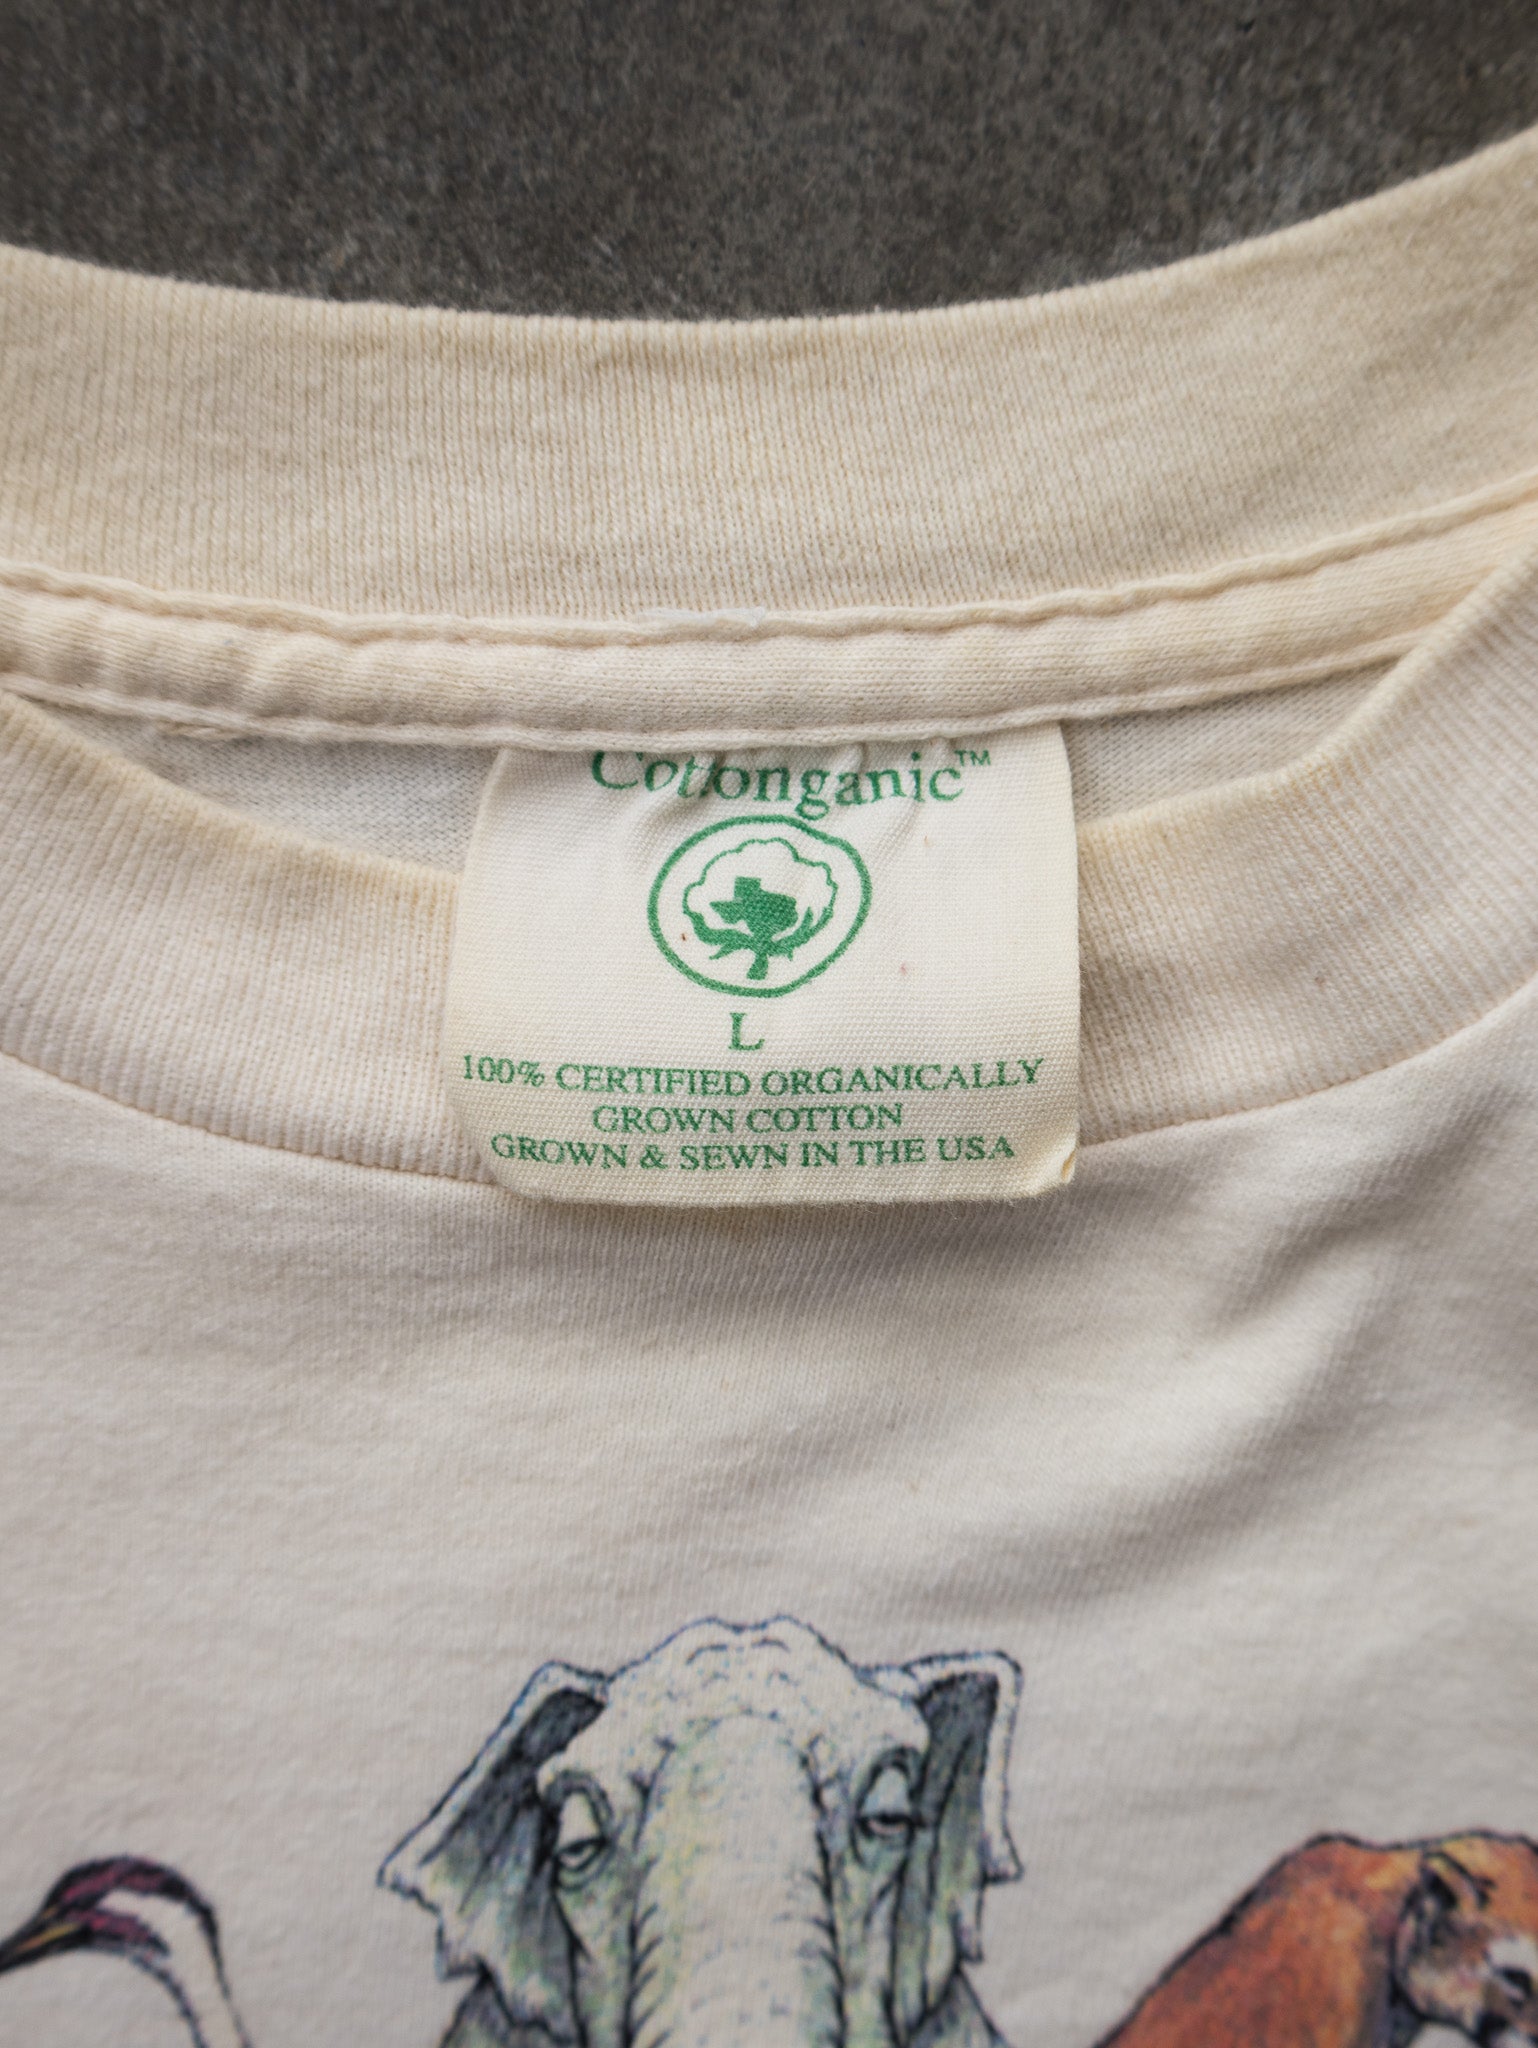 Cottonganic™
L
100% CERTIFIED ORGANICALLY
GROWN COTTON
GROWN & SEWN IN THE USA